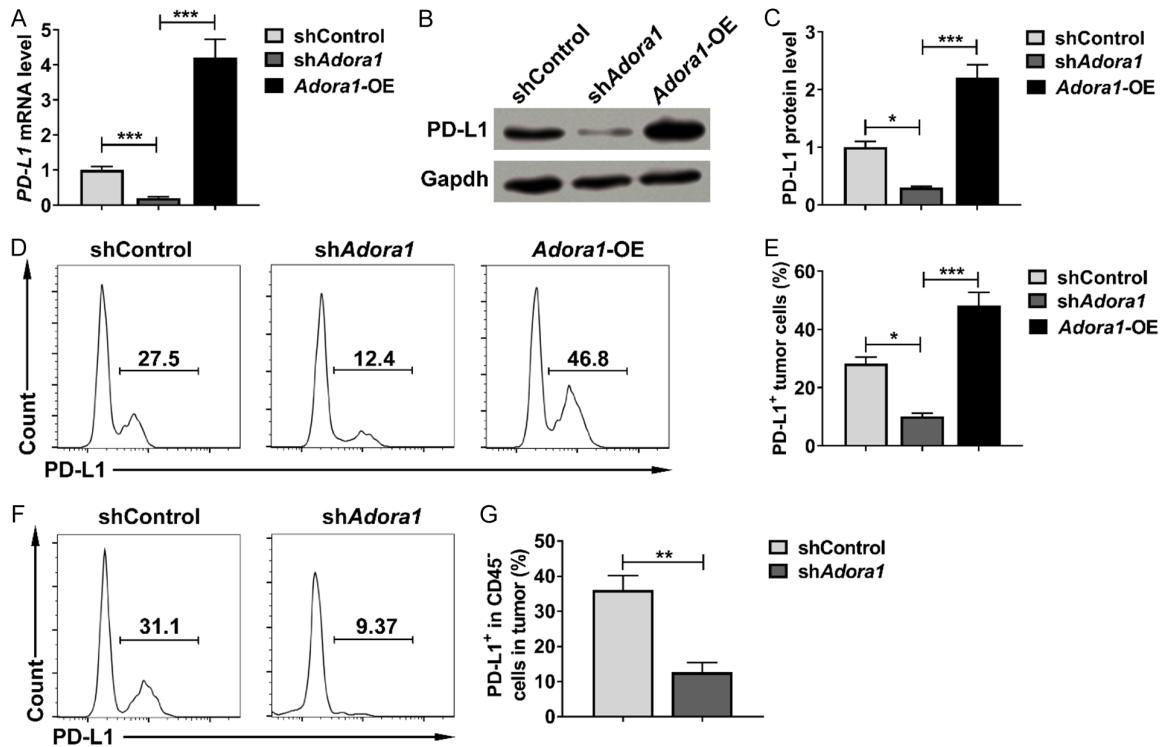 A
PD-L1 mRNA level
5
4
3
2
1
0
***
***
shControl
shAdora1
Adora1-OE
B
shControl
shAdora1
Adora1-OE
PD-L1
Gapdh
C
PD-L1 protein level
3
2
1
0
*
***
shControl
shAdora1
Adora1-OE
D
shControl
shAdora1
Adora1-OE
27.5
12.4
46.8
Count
PD-L1
E
PD-L1+ tumor cells (%)
60
40
20
0
*
***
shControl
shAdora1
Adora1-OE
F
shControl
shAdora1
31.1
9.37
Count
PD-L1
G
PD-L1+ in CD45-
cells in tumor (%)
50
40
30
20
10
0
**
shControl
shAdora1